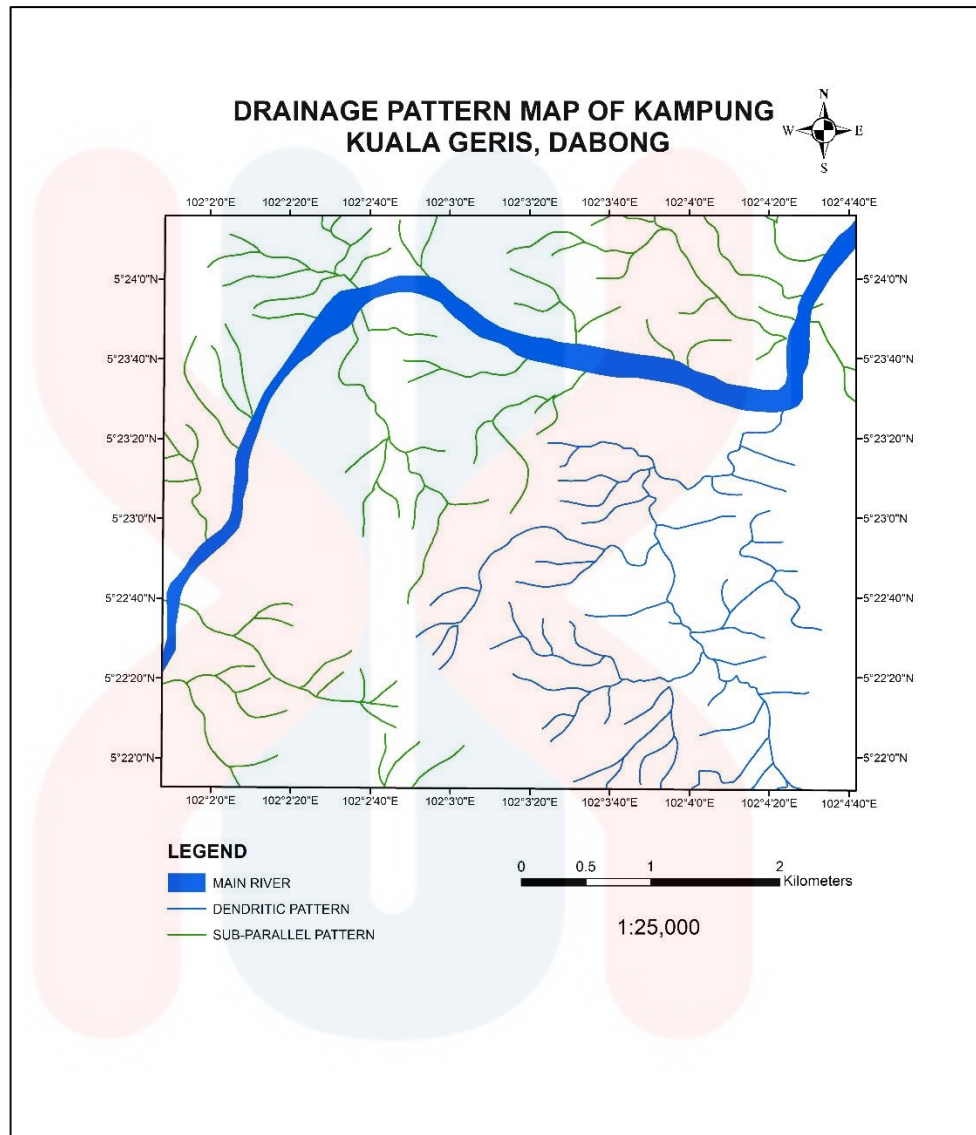 DRAINAGE PATTERN MAP OF KAMPUNG
KUALA GERIS, DABONG
N
W E
S
102°2'0"E 102°2'20"E 102°2'40"E 102°3'0"E 102°3'20"E 102°3'40"E 102°4'0"E 102°4'20"E 102°4'40"E
5°24'0"N 5°24'0"N
5°23'40"N 5°23'40"N
5°23'20"N 5°23'20"N
5°23'0"N 5°23'0"N
5°22'40"N 5°22'40"N
5°22'20"N 5°22'20"N
5°22'0"N 5°22'0"N
102°2'0"E 102°2'20"E 102°2'40"E 102°3'0"E 102°3'20"E 102°3'40"E 102°4'0"E 102°4'20"E 102°4'40"E
LEGEND
MAIN RIVER
DENDRITIC PATTERN
SUB-PARALLEL PATTERN
0 0.5 1 2
Kilometers
1:25,000